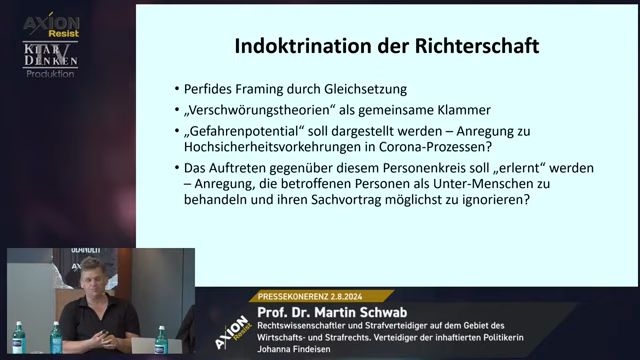 AXION
Resist
KLAR
DENKEN
TV
Produktion
Indoktrination der Richterschaft
• Perfides Framing durch Gleichsetzung
• „Verschwörungstheorien“ als gemeinsame Klammer
• „Gefahrenpotential“ soll dargestellt werden – Anregung zu
Hochsicherheitsvorkehrungen in Corona-Prozessen?
• Das Auftreten gegenüber diesem Personenkreis soll „erlernt“ werden
– Anregung, die betroffenen Personen als Unter-Menschen zu
behandeln und ihren Sachvortrag möglichst zu ignorieren?
PRESSEKONERENZ 2.8.2024
AXION
Resist
Prof. Dr. Martin Schwab
Rechtswissenschaftler und Strafverteidiger auf dem Gebiet des
Wirtschafts- und Strafrechts. Verteidiger der inhaftierten Politikerin
Johanna Findeisen